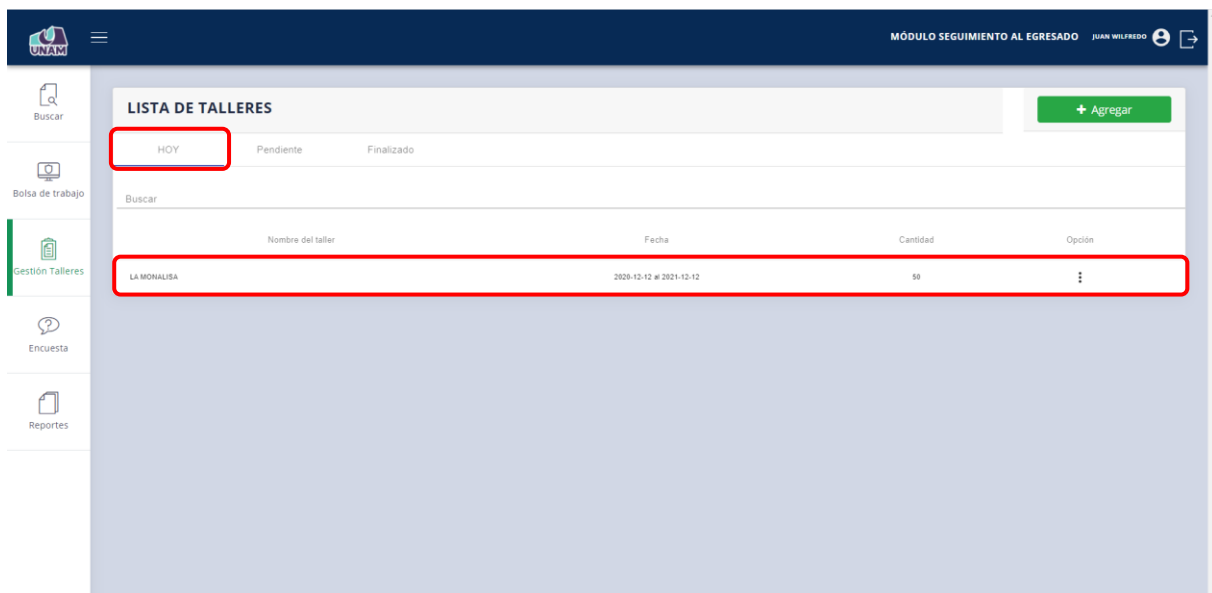 UNAM
MÓDULO SEGUIMIENTO AL EGRESADO JUAN WILFREDO
Buscar
Bolsa de trabajo
Gestión Talleres
Encuesta
Reportes
LISTA DE TALLERES
+ Agregar
HOY Pendiente Finalizado
Buscar
Nombre del taller Fecha Cantidad Opción
LA MONALISA 2020-12-12 al 2021-12-12 50